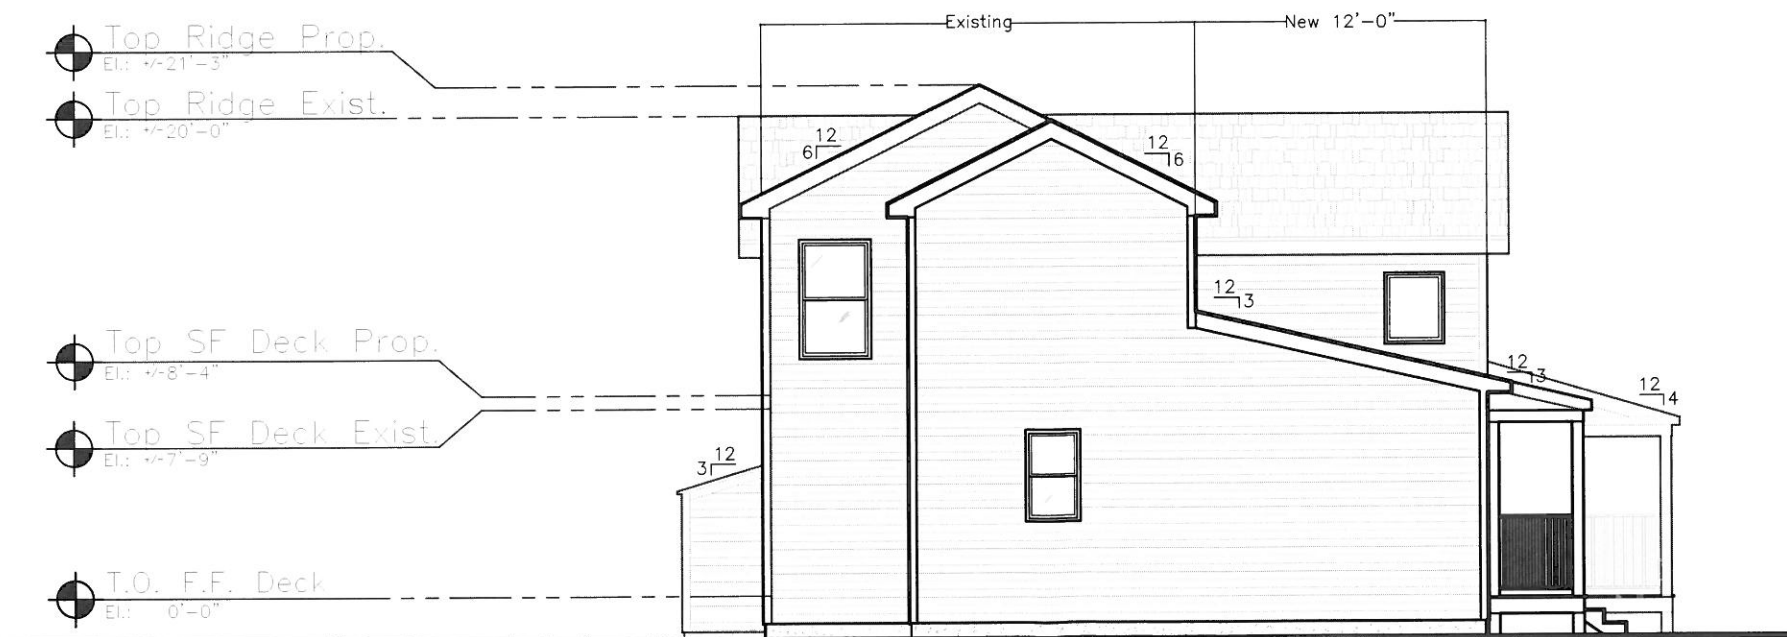 Existing
New 12'-0"
Top Ridge Prop.
El.: +/-21'-3"
Top Ridge Exist.
El.: +/-20'-0"
12
6
12
6
12
3
Top SF Deck Prop.
El.: +/-8'-4"
12
3
12
4
Top SF Deck Exist.
El.: +/-7'-9"
12
3
T.O. F.F. Deck
El.: 0'-0"